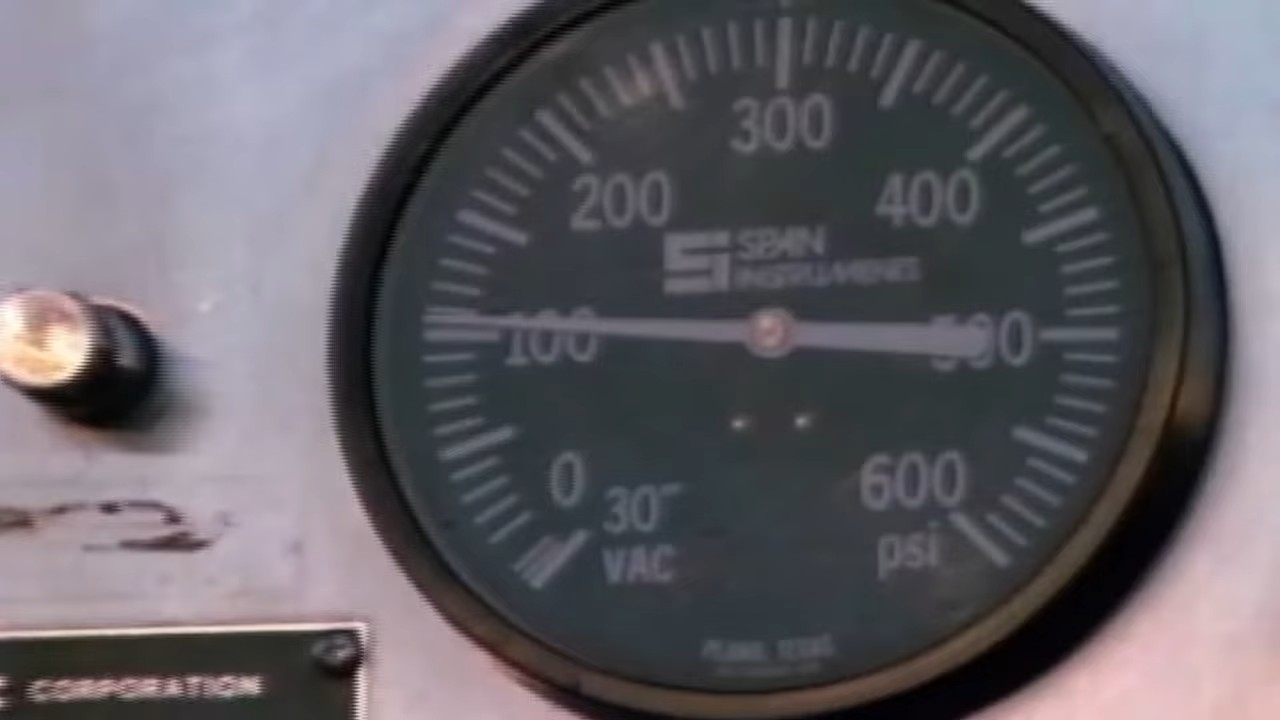 300
200
400
SPAN
INSTRUMENTS
100
500
0
600
30"
VAC
psi
PLANO, TEXAS
CORPORATION